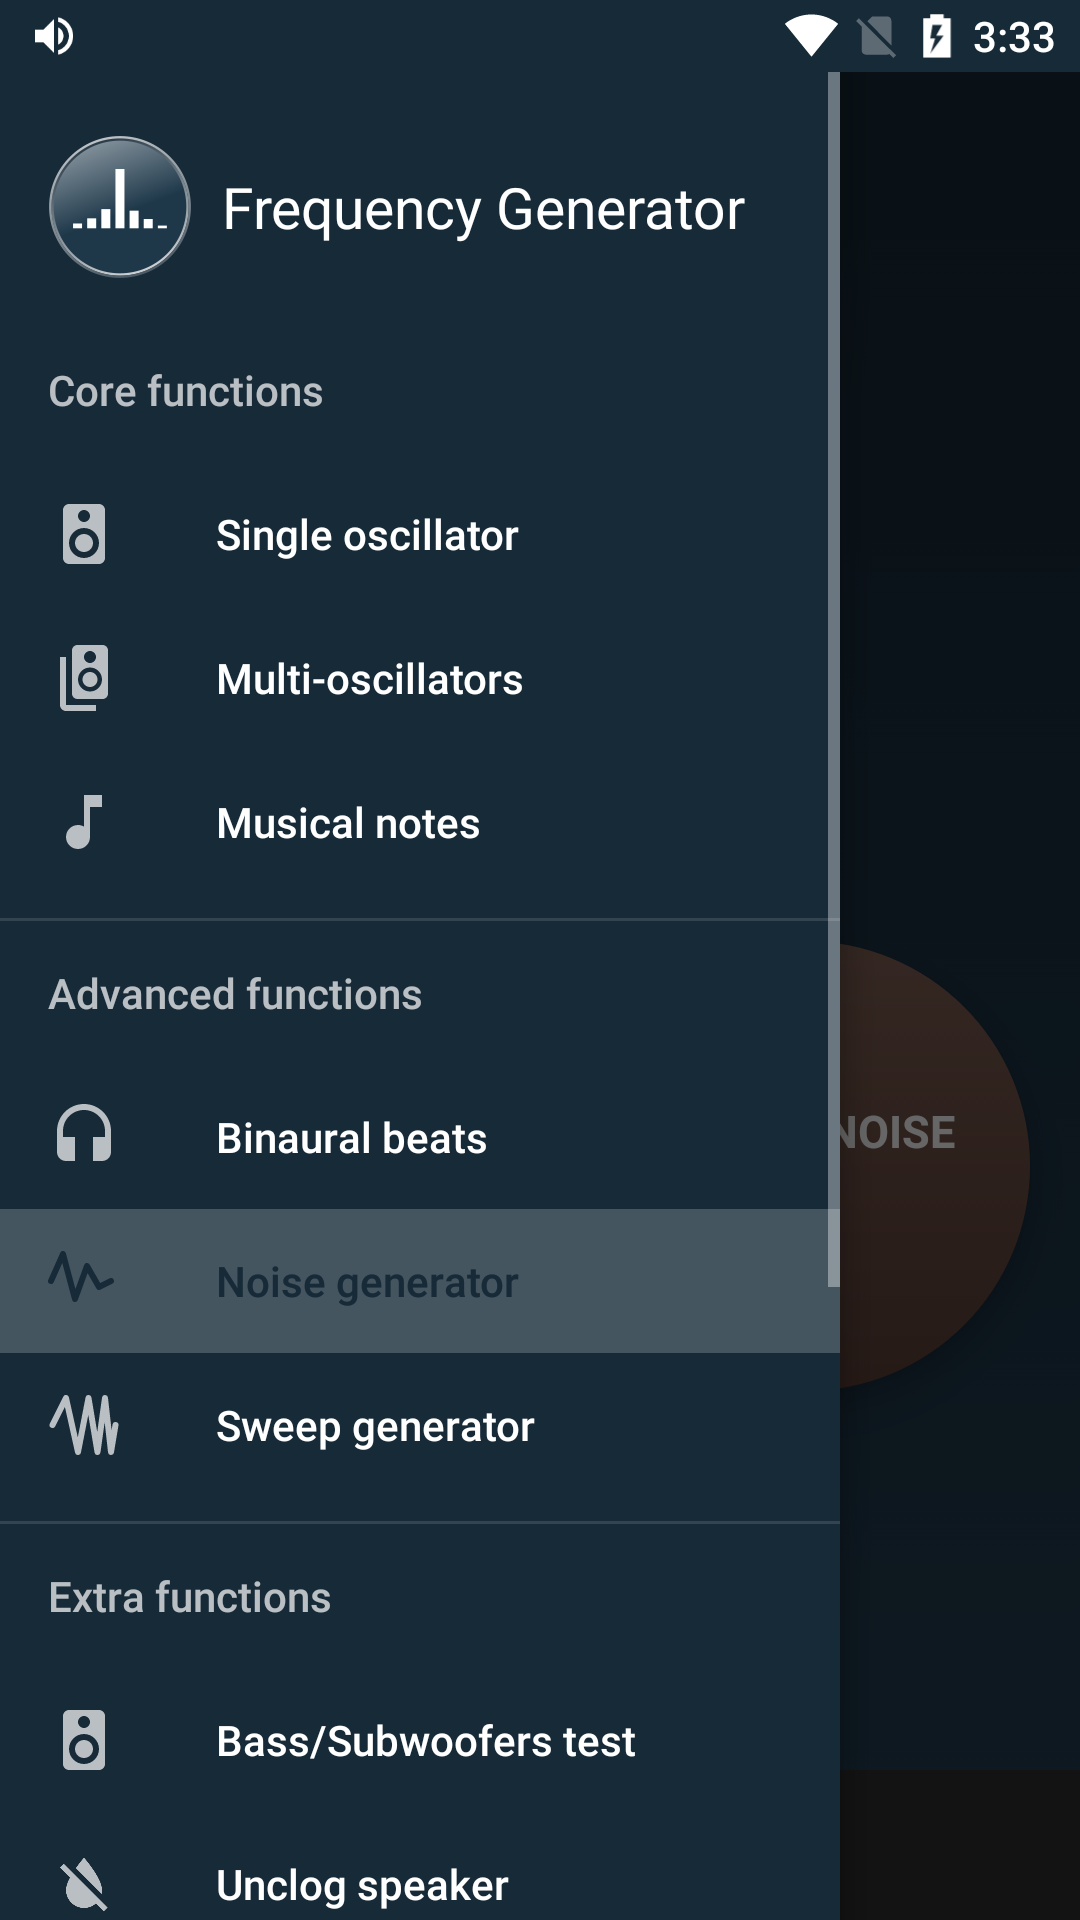 3:33
Frequency Generator
Core functions
Single oscillator
Multi-oscillators
Musical notes
Advanced functions
Binaural beats
NOISE
Noise generator
Sweep generator
Extra functions
Bass/Subwoofers test
Unclog speaker